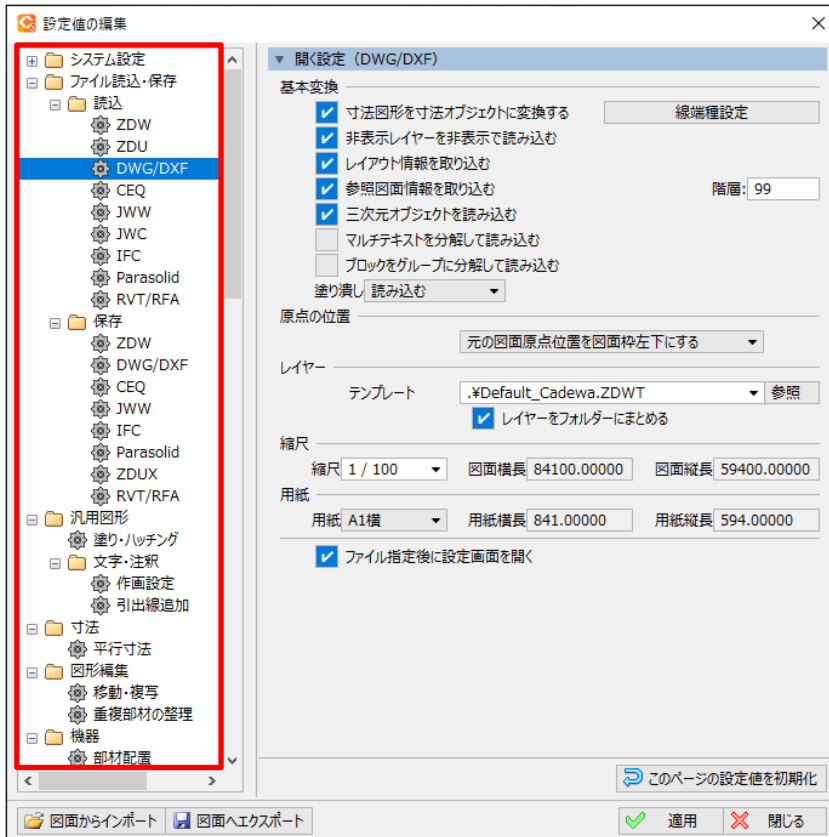 設定値の編集
システム設定
ファイル読込・保存
読込
ZDW
ZDU
DWG/DXF
CEQ
JWW
JWC
IFC
Parasolid
RVT/RFA
保存
ZDW
DWG/DXF
CEQ
JWW
IFC
Parasolid
ZDUX
RVT/RFA
汎用図形
塗り・ハッチング
文字・注釈
作画設定
引出線追加
寸法
平行寸法
図形編集
移動・複写
重複部材の整理
機器
部材配置
開く設定（DWG/DXF）
基本変換
寸法図形を寸法オブジェクトに変換する 線端種設定
非表示レイヤーを非表示で読み込む
レイアウト情報を取り込む
参照図面情報を取り込む 階層: 99
三次元オブジェクトを読み込む
マルチテキストを分解して読み込む
ブロックをグループに分解して読み込む
塗り潰し 読み込む
原点の位置
元の図面原点位置を図面枠左下にする
レイヤー
テンプレート .¥Default_Cadewa.ZDWT 参照
レイヤーをフォルダーにまとめる
縮尺
縮尺 1 / 100 図面横長 84100.00000 図面縦長 59400.00000
用紙
用紙 A1横 用紙横長 841.00000 用紙縦長 594.00000
ファイル指定後に設定画面を開く
このページの設定値を初期化
図面からインポート 図面へエクスポート 適用 閉じる